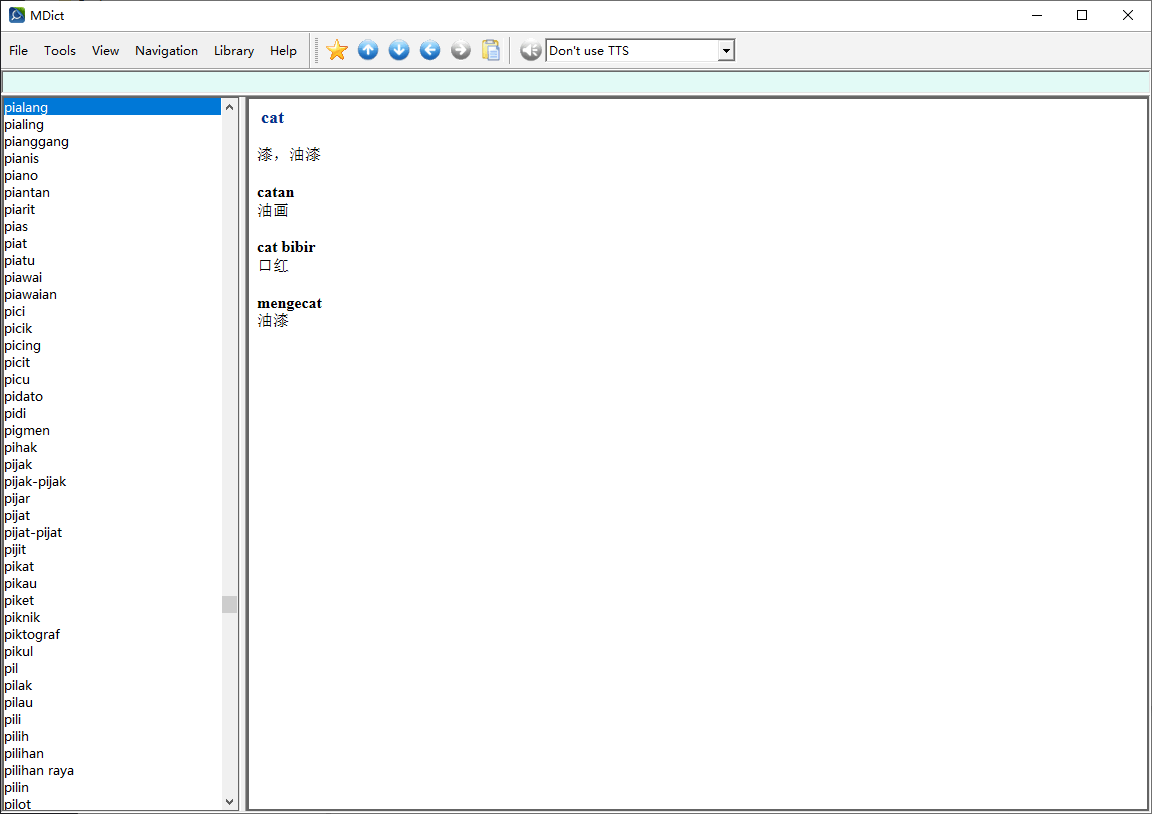 MDict
File Tools View Navigation Library Help Don't use TTS
pialang
pialing
pianggang
pianis
piano
piantan
piarit
pias
piat
piatu
piawai
piawaian
pici
picik
picing
picit
picu
pidato
pidi
pigmen
pihak
pijak
pijak-pijak
pijar
pijat
pijat-pijat
pijit
pikat
pikau
piket
piknik
piktograf
pikul
pil
pilak
pilau
pili
pilih
pilihan
pilihan raya
pilin
pilot
cat
漆，油漆
catan
油画
cat bibir
口红
mengecat
油漆